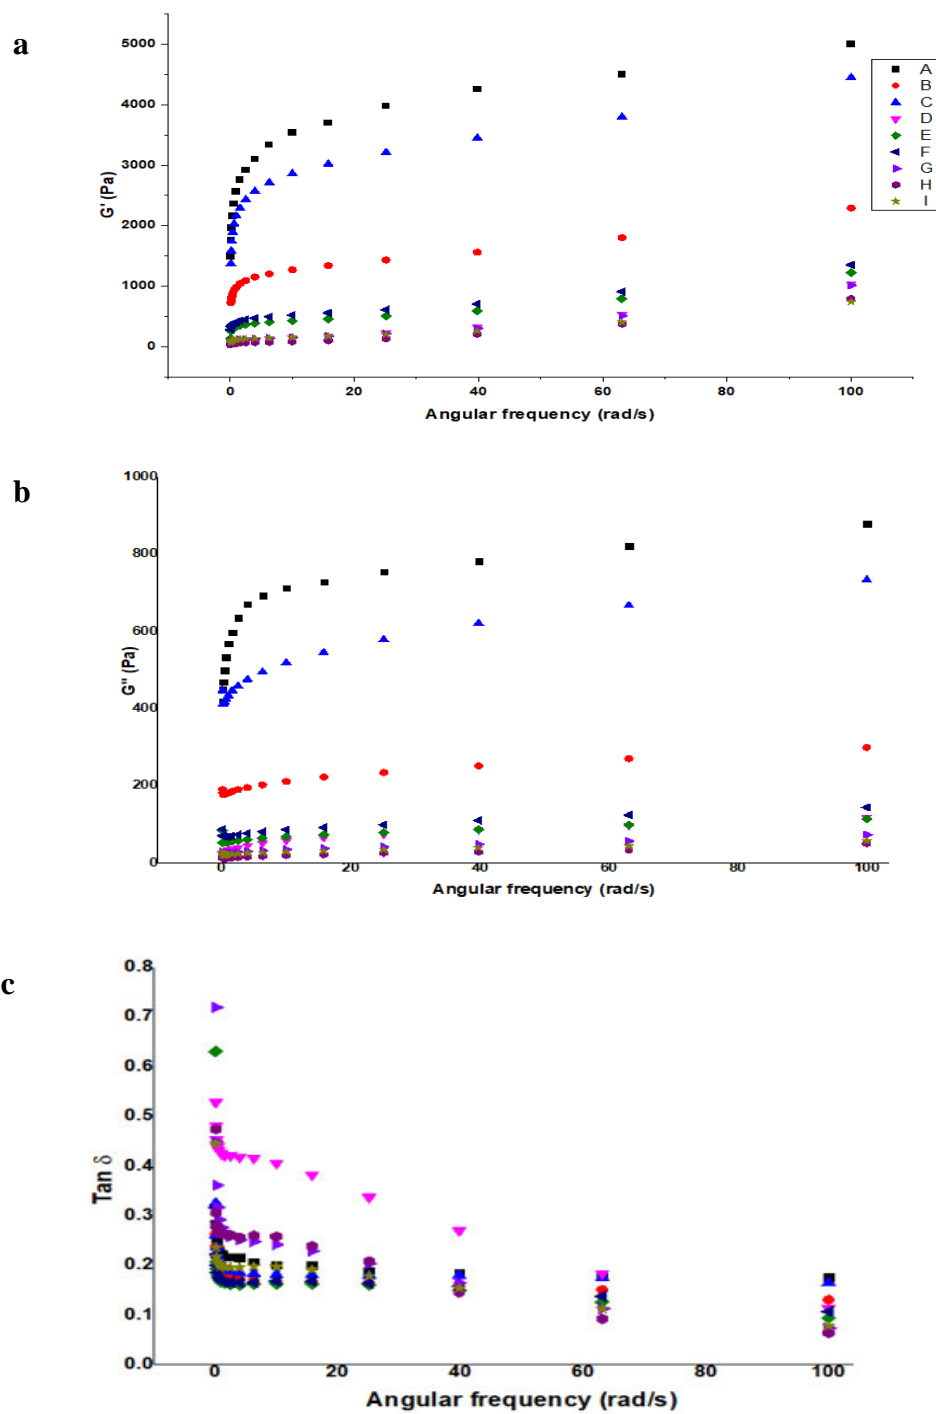 a
5000
4000
3000
2000
1000
0
G' (Pa)
0
20
40
60
80
100
Angular frequency (rad/s)
A
B
C
D
E
F
G
H
I
b
1000
800
600
400
200
0
G'' (Pa)
0
20
40
60
80
100
Angular frequency (rad/s)
c
0.8
0.7
0.6
0.5
0.4
0.3
0.2
0.1
0.0
Tan δ
0
20
40
60
80
100
Angular frequency (rad/s)